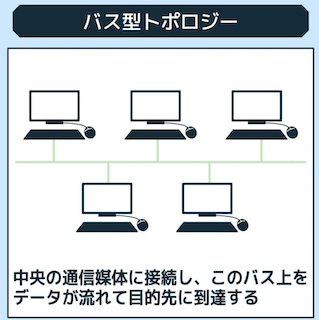 バス型トポロジー
中央の通信媒体に接続し、このバス上を
データが流れて目的先に到達する